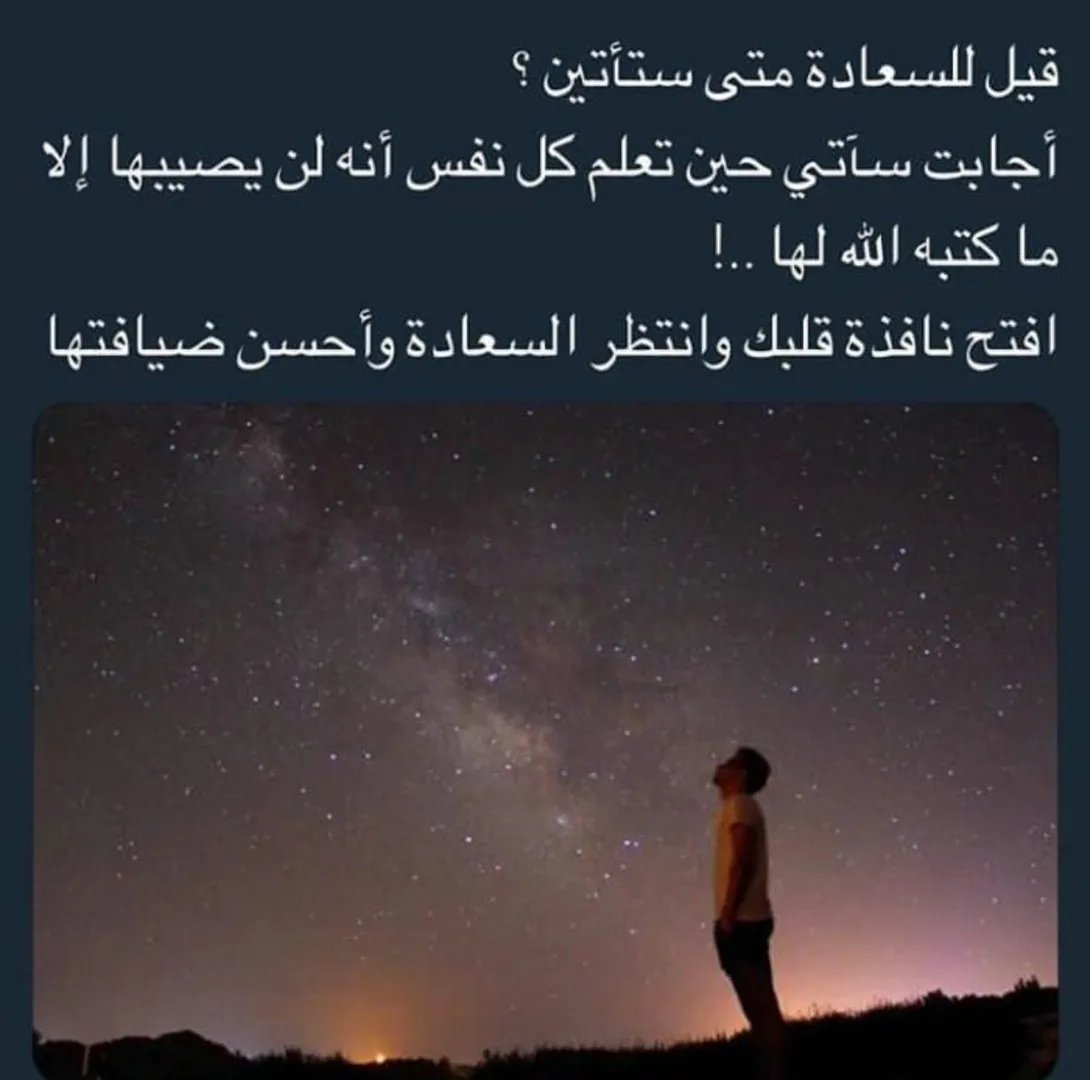 قيل للسعادة متى ستأتين ؟
أجابت سآتي حين تعلم كل نفس أنه لن يصيبها إلا
ما كتبه الله لها ..!
افتح نافذة قلبك وانتظر السعادة وأحسن ضيافتها